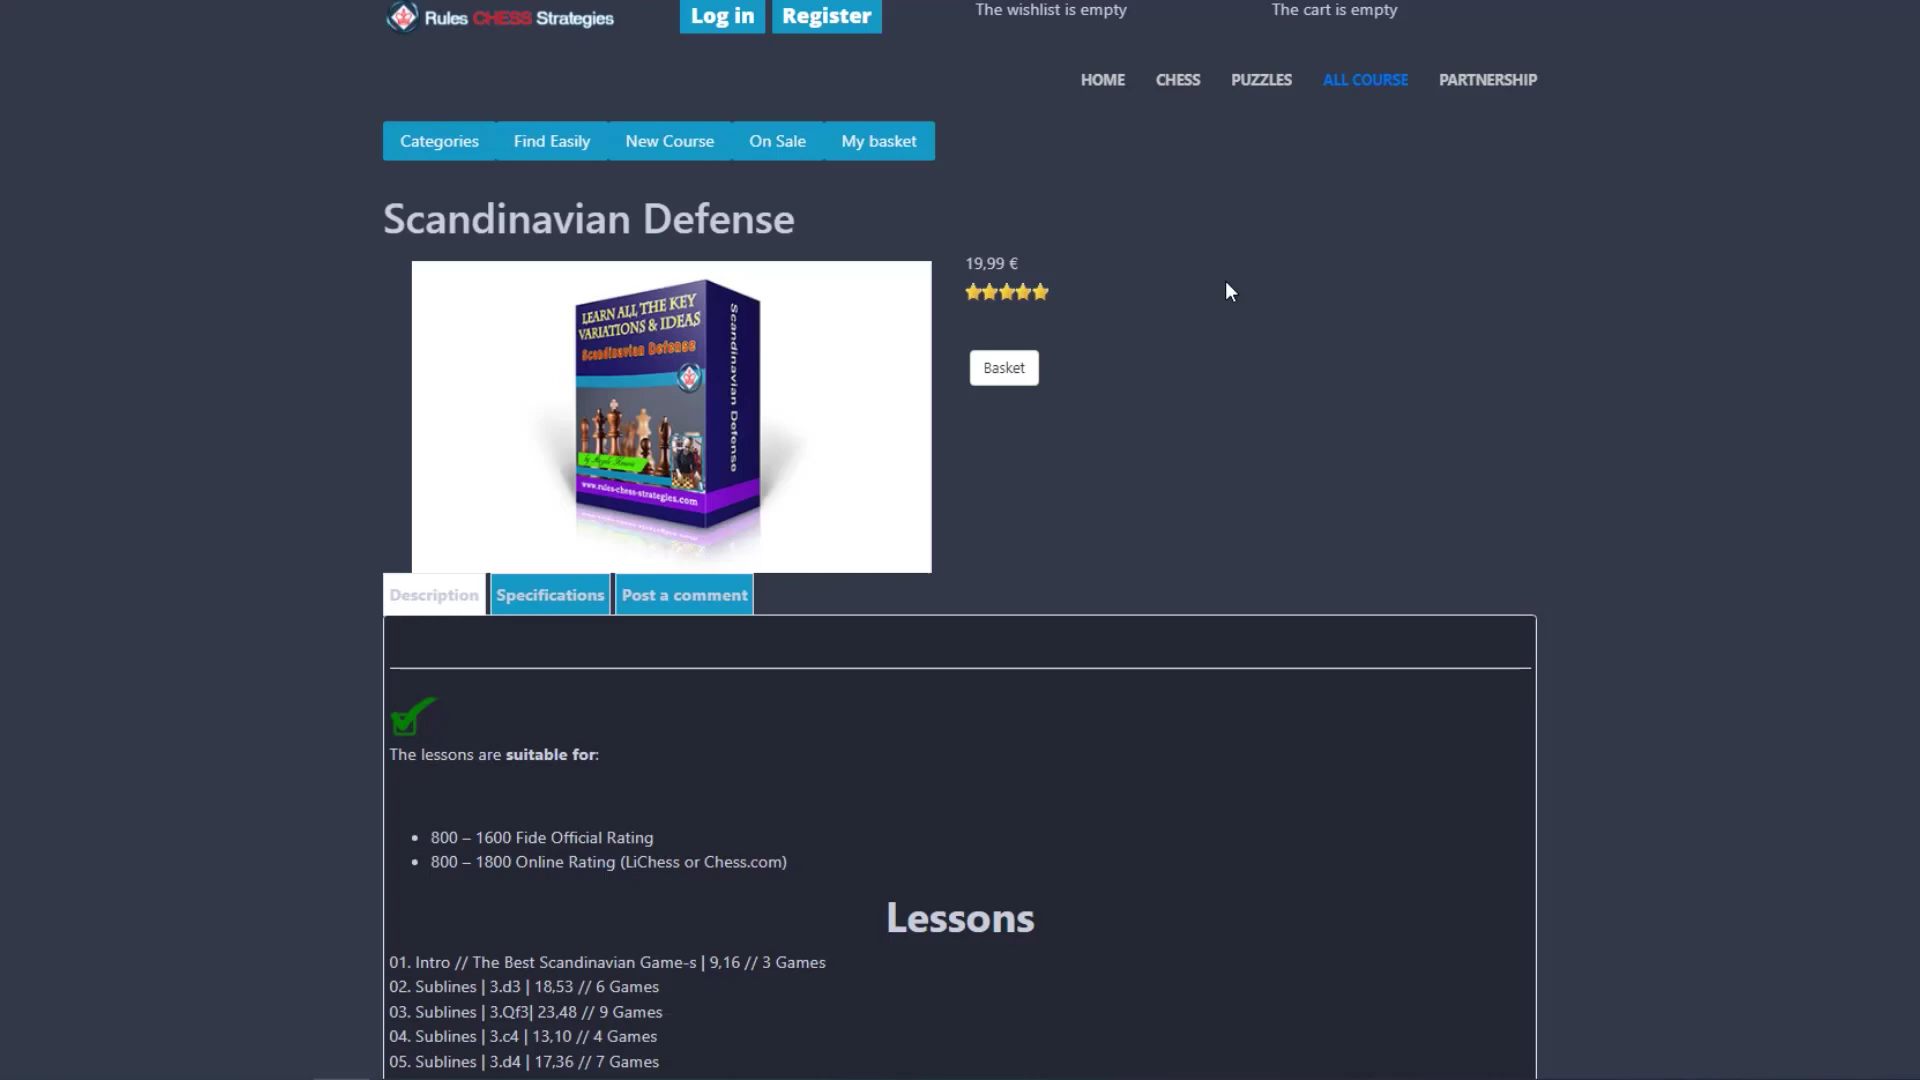 Rules CHESS Strategies
Log in
Register
The wishlist is empty
The cart is empty
HOME
CHESS
PUZZLES
ALL COURSE
PARTNERSHIP
Categories
Find Easily
New Course
On Sale
My basket
Scandinavian Defense
19,99 €
Basket
LEARN ALL THE KEY
VARIATIONS & IDEAS
Scandinavian Defense
Scandinavian Defense
www.rules-chess-strategies.com
Description
Specifications
Post a comment
The lessons are suitable for:
• 800 – 1600 Fide Official Rating
• 800 – 1800 Online Rating (LiChess or Chess.com)
Lessons
01. Intro // The Best Scandinavian Game-s | 9,16 // 3 Games
02. Sublines | 3.d3 | 18,53 // 6 Games
03. Sublines | 3.Qf3| 23,48 // 9 Games
04. Sublines | 3.c4 | 13,10 // 4 Games
05. Sublines | 3.d4 | 17,36 // 7 Games